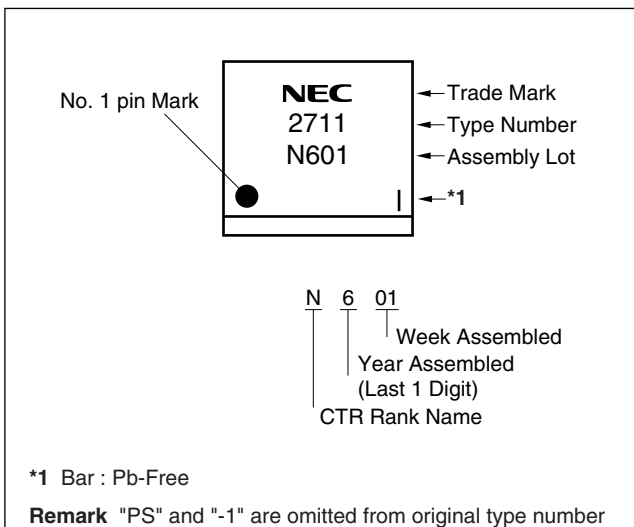 NEC
2711
N601
No. 1 pin Mark
Trade Mark
Type Number
Assembly Lot
*1
N 6 01
Week Assembled
Year Assembled
(Last 1 Digit)
CTR Rank Name
*1 Bar : Pb-Free
Remark "PS" and "-1" are omitted from original type number